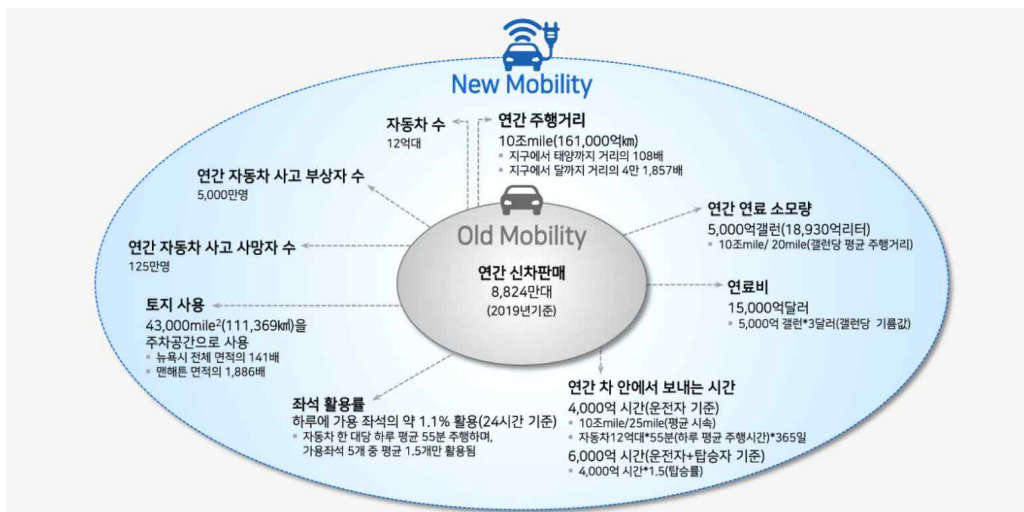 New Mobility
자동차 수
12억대
연간 주행거리
10조mile(161,000억km)
▪ 지구에서 태양까지 거리의 108배
▪ 지구에서 달까지 거리의 4만 1,857배
연간 자동차 사고 부상자 수
5,000만명
연간 연료 소모량
5,000억갤런(18,930억리터)
▪ 10조mile/ 20mile(갤런당 평균 주행거리)
Old Mobility
연간 신차판매
8,824만대
(2019년기준)
연간 자동차 사고 사망자 수
125만명
연료비
15,000억달러
▪ 5,000억 갤런*3달러(갤런당 기름값)
토지 사용
43,000mile²(111,369㎢)을
주차공간으로 사용
▪ 뉴욕시 전체 면적의 141배
▪ 맨해튼 면적의 1,886배
좌석 활용률
하루에 가용 좌석의 약 1.1% 활용(24시간 기준)
▪ 자동차 한 대당 하루 평균 55분 주행하며,
가용좌석 5개 중 평균 1.5개만 활용됨
연간 차 안에서 보내는 시간
4,000억 시간(운전자 기준)
▪ 10조mile/25mile(평균 시속)
▪ 자동차12억대*55분(하루 평균 주행시간)*365일
6,000억 시간(운전자+탑승자 기준)
▪ 4,000억 시간*1.5(탑승률)